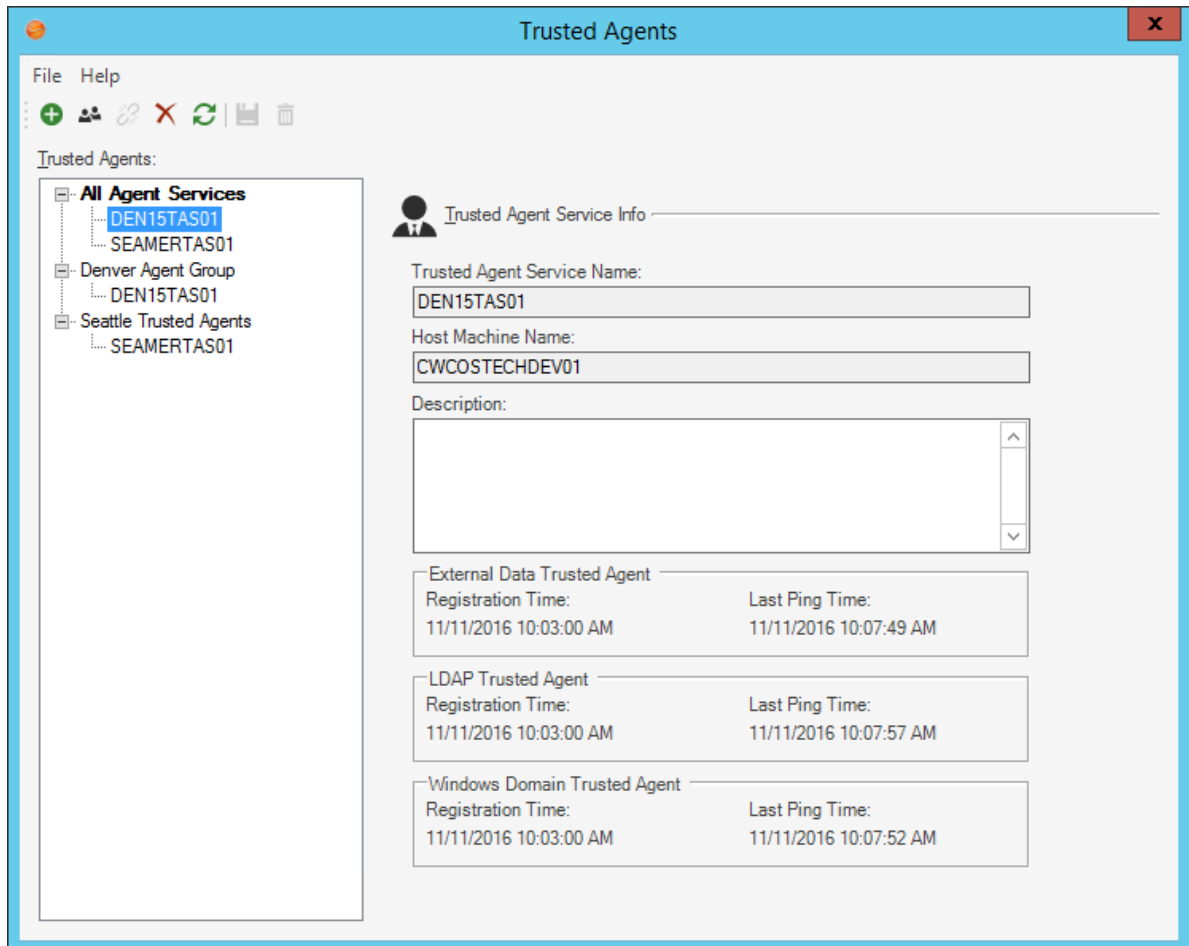 Trusted Agents
x
File Help
Trusted Agents:
All Agent Services
DEN15TAS01
SEAMERTAS01
Denver Agent Group
DEN15TAS01
Seattle Trusted Agents
SEAMERTAS01
Trusted Agent Service Info
Trusted Agent Service Name:
DEN15TAS01
Host Machine Name:
CWCOSTECHDEV01
Description:
External Data Trusted Agent
Registration Time: Last Ping Time:
11/11/2016 10:03:00 AM 11/11/2016 10:07:49 AM
LDAP Trusted Agent
Registration Time: Last Ping Time:
11/11/2016 10:03:00 AM 11/11/2016 10:07:57 AM
Windows Domain Trusted Agent
Registration Time: Last Ping Time:
11/11/2016 10:03:00 AM 11/11/2016 10:07:52 AM